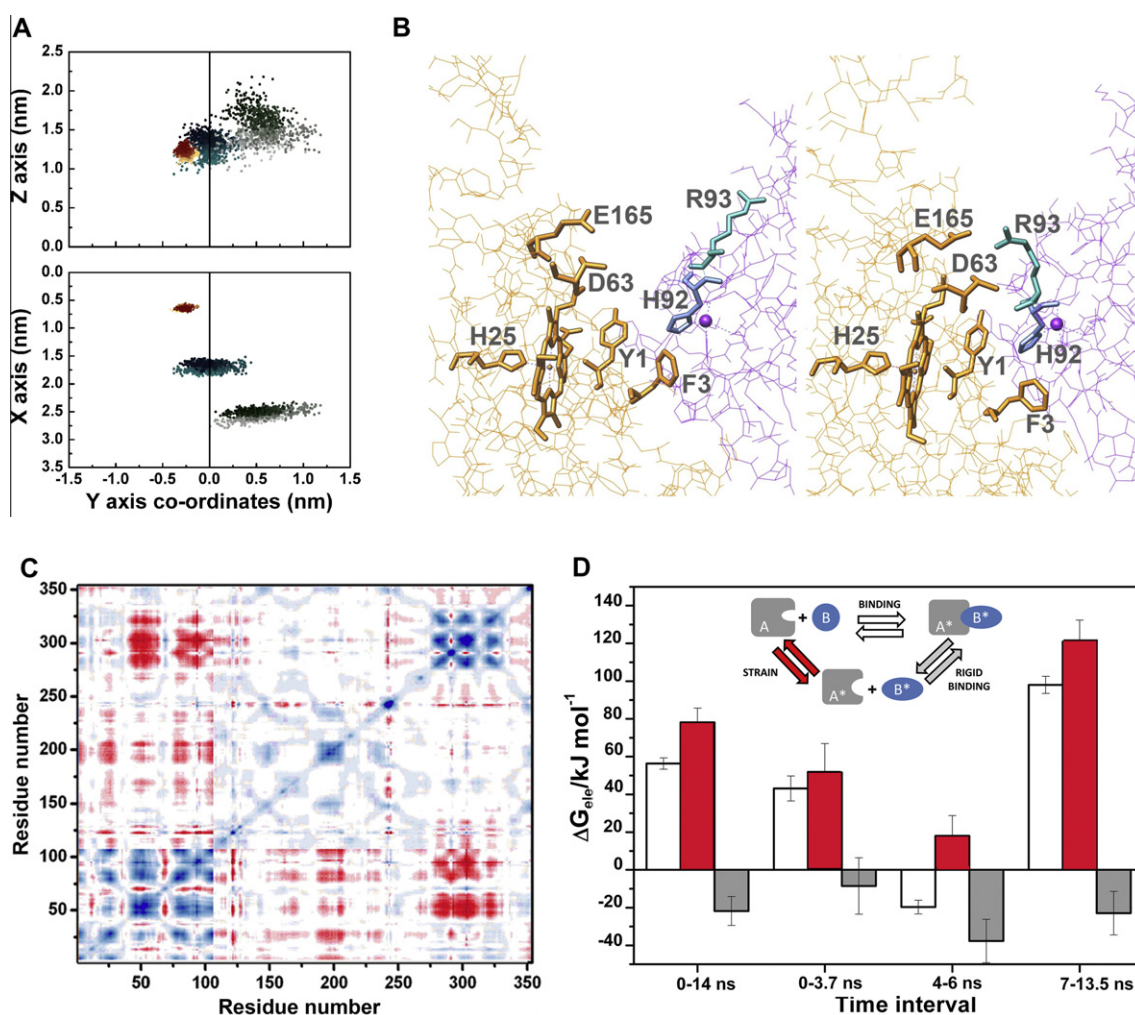 A
2.5
2.0
1.5
1.0
0.5
0.0
Z axis (nm)
0.0
0.5
1.0
1.5
2.0
2.5
3.0
3.5
X axis (nm)
-1.5 -1.0 -0.5 0.0 0.5 1.0 1.5
Y axis co-ordinates (nm)
B
E165
R93
D63
H92
H25
Y1
F3
E165
R93
D63
H25
H92
Y1
F3
C
350
300
250
200
150
100
50
Residue number
50 100 150 200 250 300 350
Residue number
D
140
120
100
80
60
40
20
0
-20
-40
ΔGele/kJ mol-1
A + B
BINDING
A* B*
STRAIN
RIGID
BINDING
A* + B*
0-14 ns 0-3.7 ns 4-6 ns 7-13.5 ns
Time interval